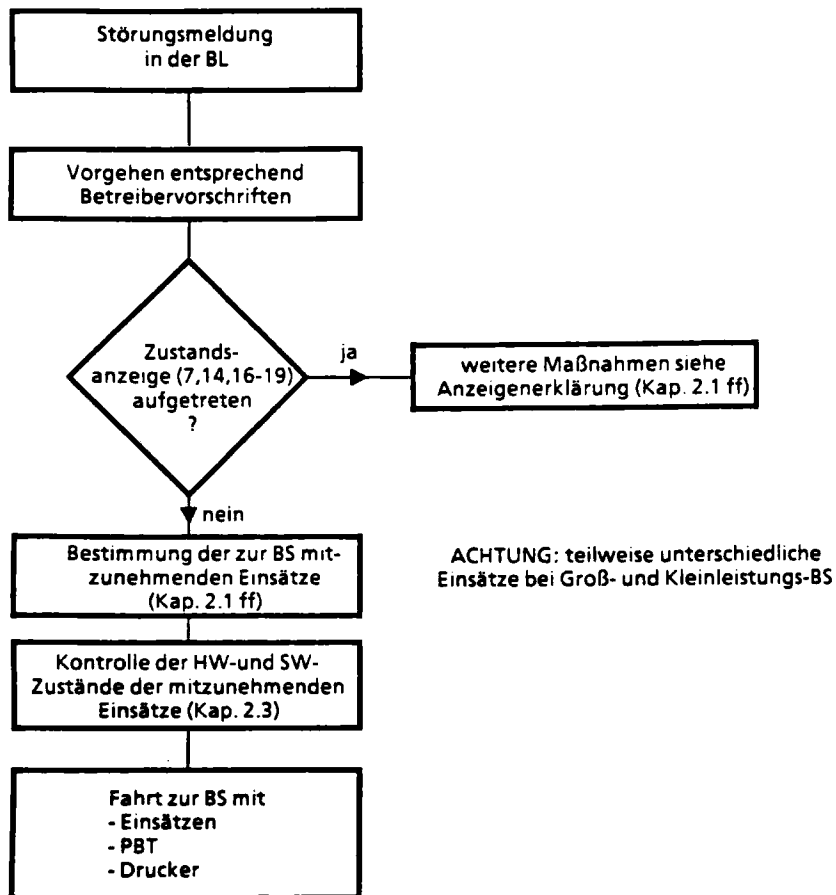 Störungsmeldung
in der BL
Vorgehen entsprechend
Betreibervorschriften
Zustands-
anzeige (7,14,16-19)
aufgetreten
?
ja
weitere Maßnahmen siehe
Anzeigenerklärung (Kap. 2.1 ff)
nein
Bestimmung der zur BS mit-
zunehmenden Einsätze
(Kap. 2.1 ff)
ACHTUNG: teilweise unterschiedliche
Einsätze bei Groß- und Kleinleistungs-BS
Kontrolle der HW-und SW-
Zustände der mitzunehmenden
Einsätze (Kap. 2.3)
Fahrt zur BS mit
- Einsätzen
- PBT
- Drucker